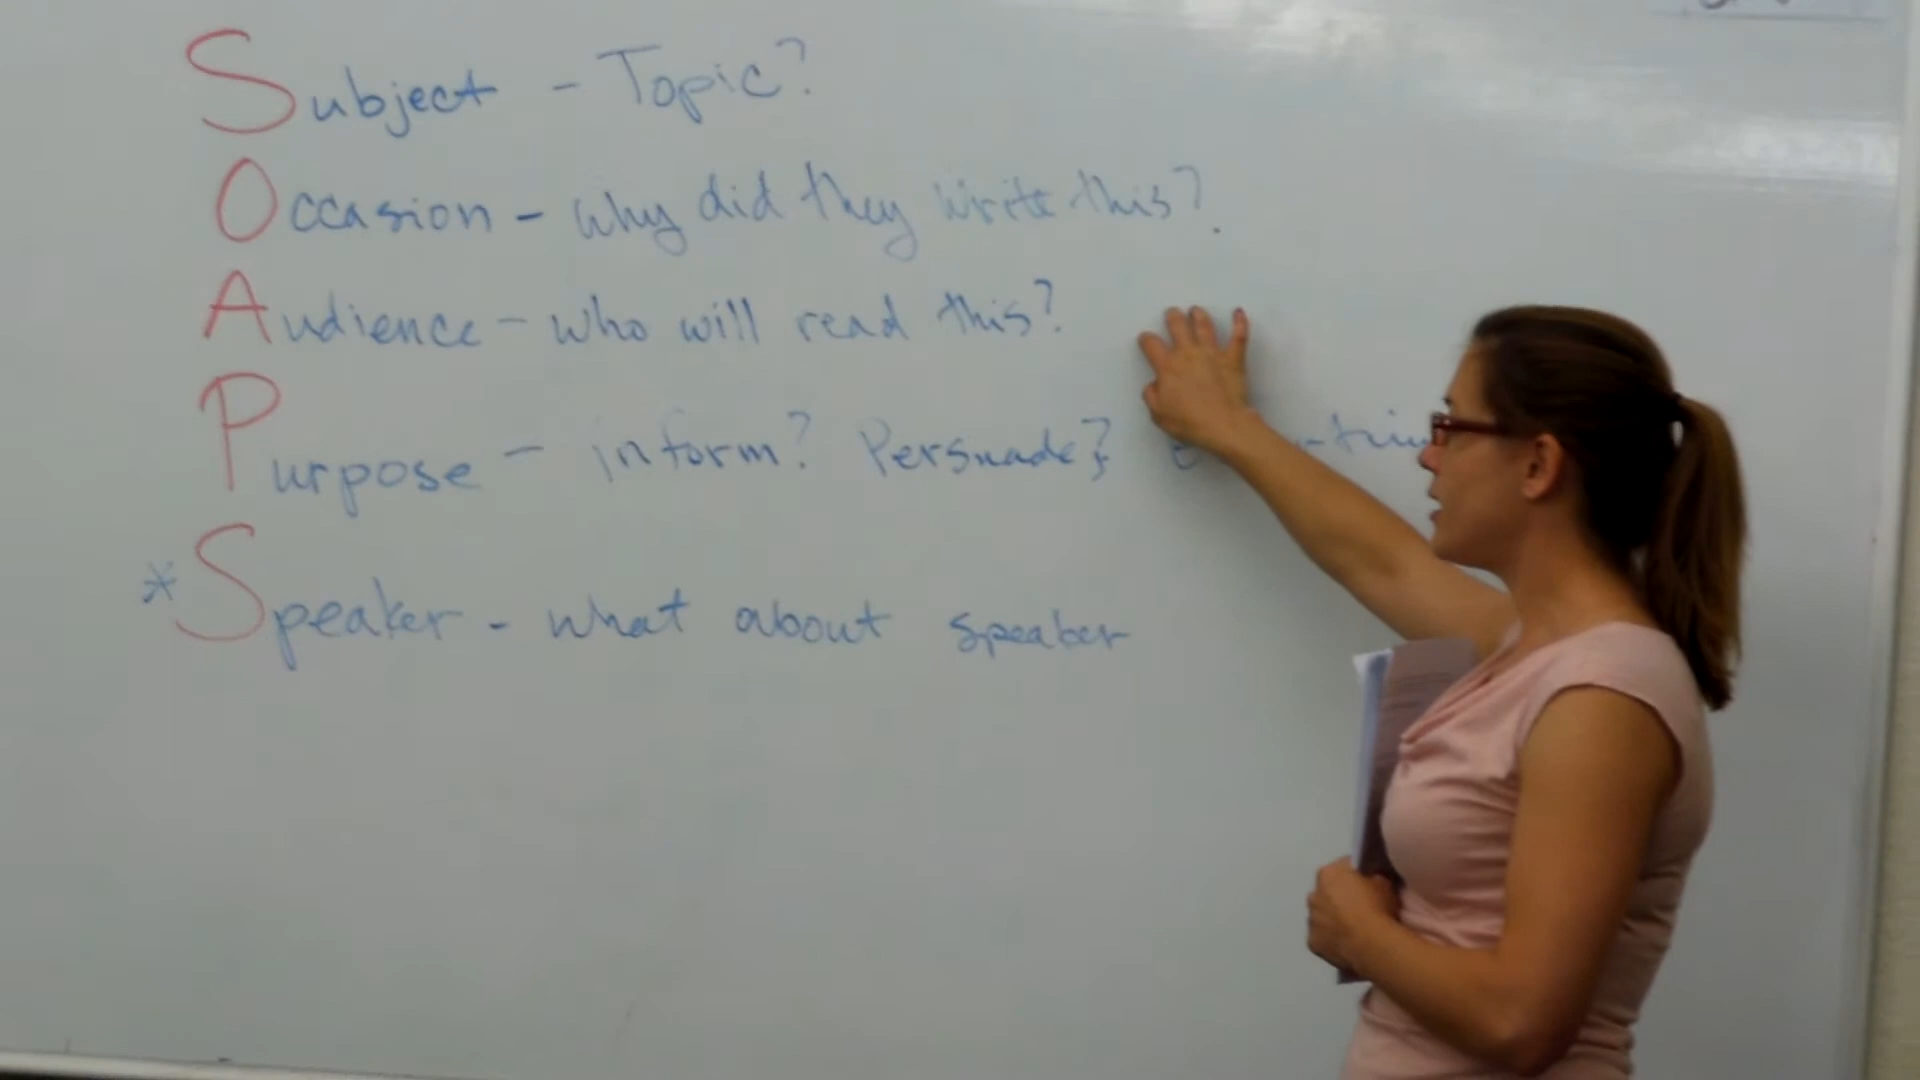 Subject - Topic?
Occasion - why did they write this?
Audience - who will read this?
Purpose - inform? Persuade?
*Speaker - what about speaker